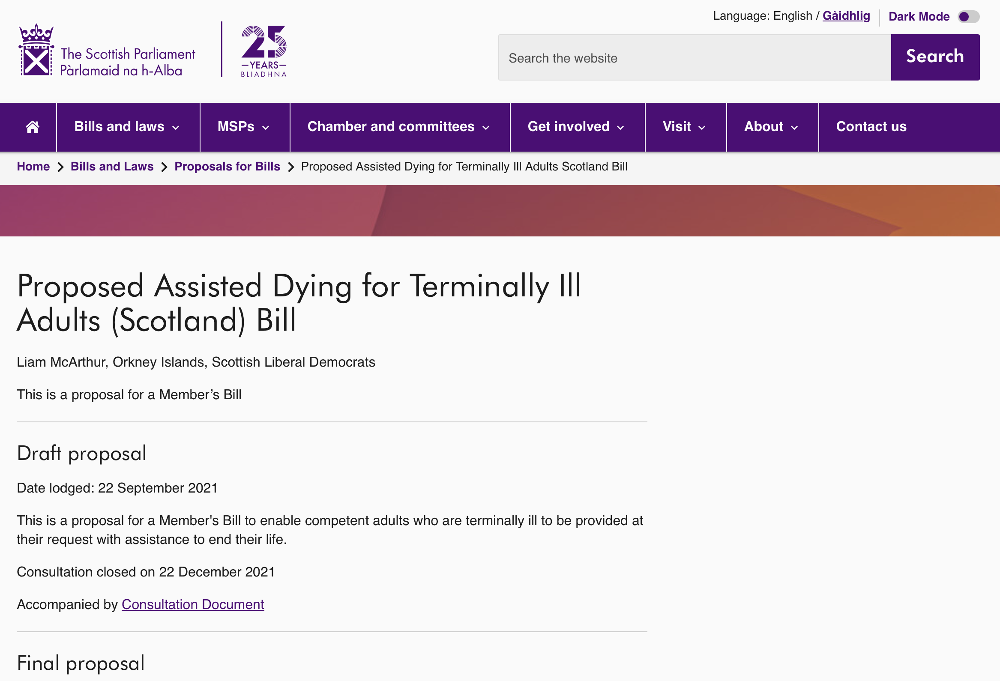 Language: English / Gàidhlig
Dark Mode
The Scottish Parliament
Pàrlamaid na h-Alba
25
YEARS
BLIADHNA
Search the website
Search
Bills and laws
MSPs
Chamber and committees
Get involved
Visit
About
Contact us
Home > Bills and Laws > Proposals for Bills > Proposed Assisted Dying for Terminally Ill Adults Scotland Bill
Proposed Assisted Dying for Terminally Ill
Adults (Scotland) Bill
Liam McArthur, Orkney Islands, Scottish Liberal Democrats
This is a proposal for a Member’s Bill
Draft proposal
Date lodged: 22 September 2021
This is a proposal for a Member's Bill to enable competent adults who are terminally ill to be provided at
their request with assistance to end their life.
Consultation closed on 22 December 2021
Accompanied by Consultation Document
Final proposal